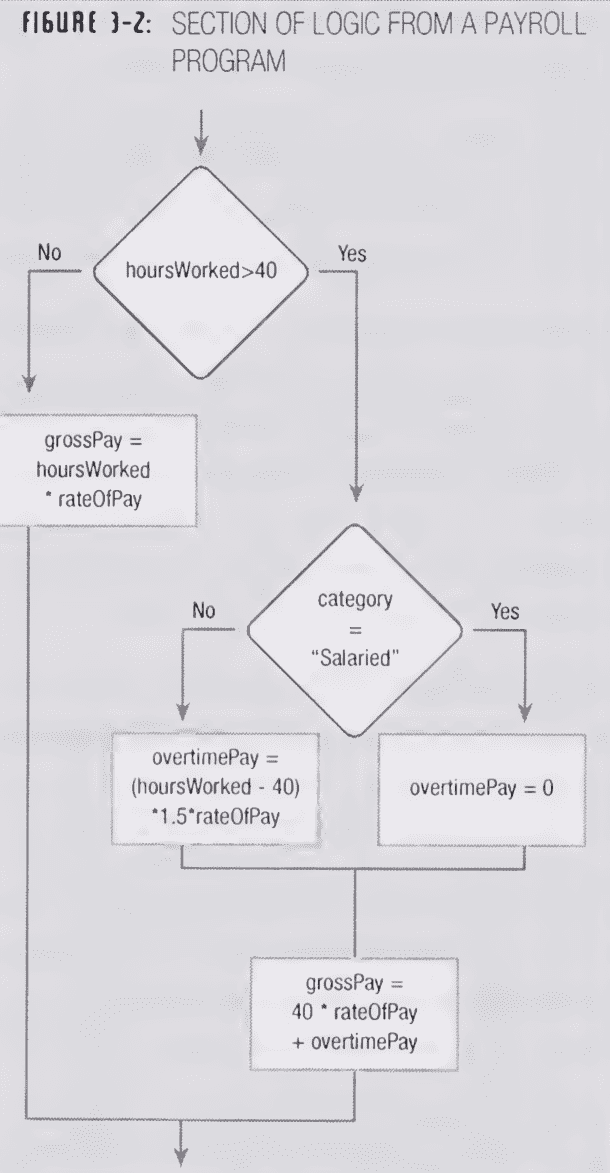 FIGURE 3-2: SECTION OF LOGIC FROM A PAYROLL
PROGRAM
No
hoursWorked>40
Yes
grossPay =
hoursWorked
* rateOfPay
No
category
=
“Salaried”
Yes
overtimePay =
(hoursWorked - 40)
*1.5*rateOfPay
overtimePay = 0
grossPay =
40 * rateOfPay
+ overtimePay